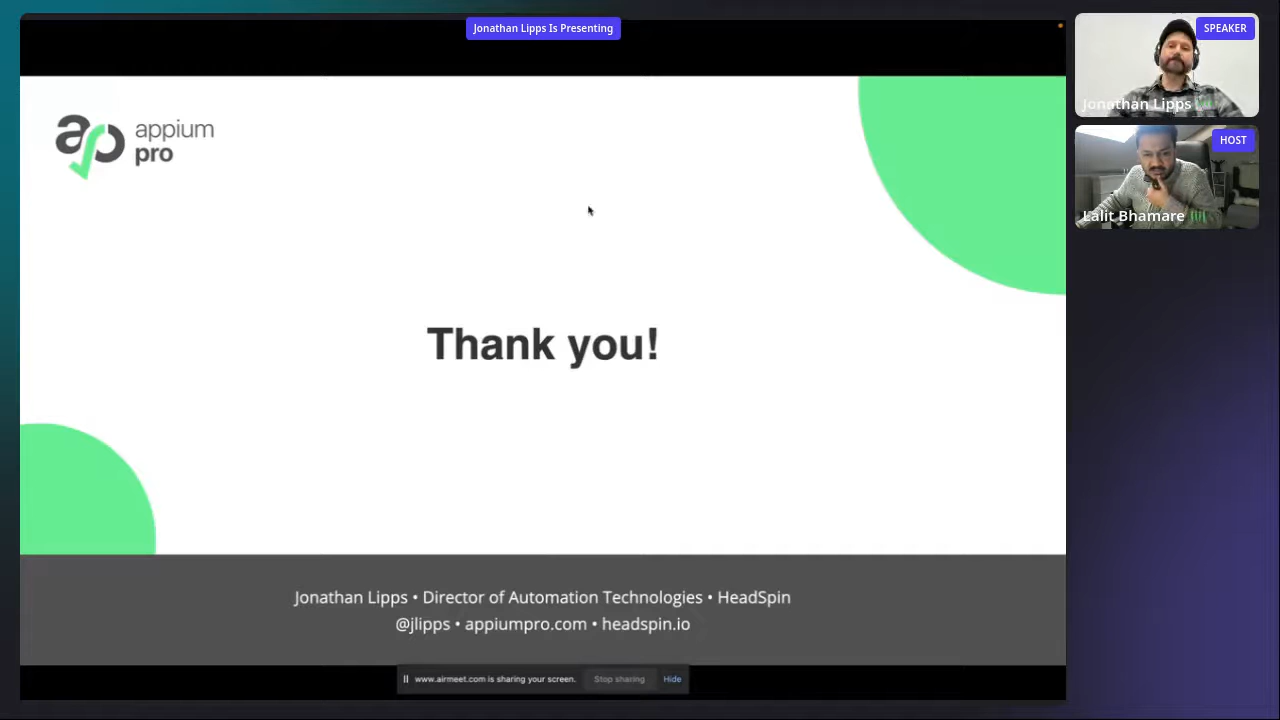 Jonathan Lipps Is Presenting
SPEAKER
Jonathan Lipps
HOST
Lalit Bhamare
appium
pro
Thank you!
Jonathan Lipps • Director of Automation Technologies • HeadSpin
@jlipps • appiumpro.com • headspin.io
www.airmeet.com is sharing your screen.
Stop sharing
Hide